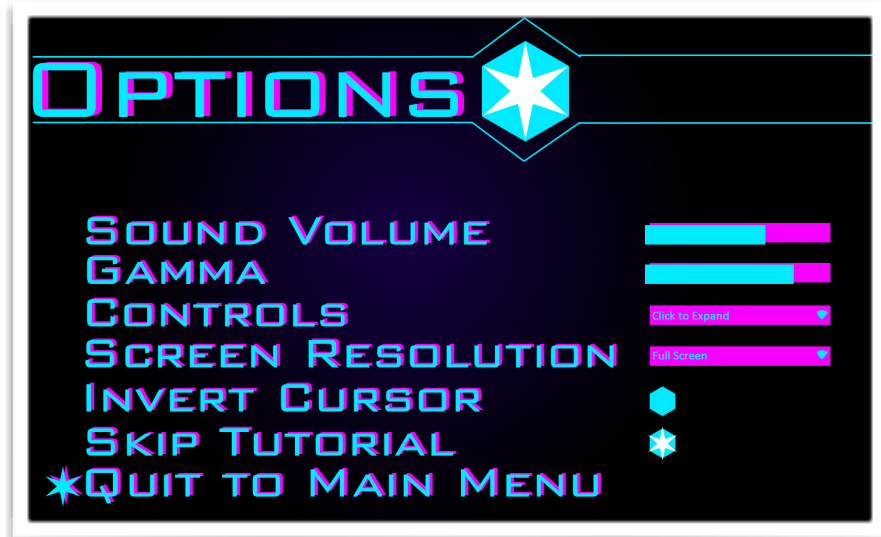 Options
Sound Volume
Gamma
Controls Click to Expand
Screen Resolution Full Screen
Invert Cursor
Skip Tutorial
Quit to Main Menu